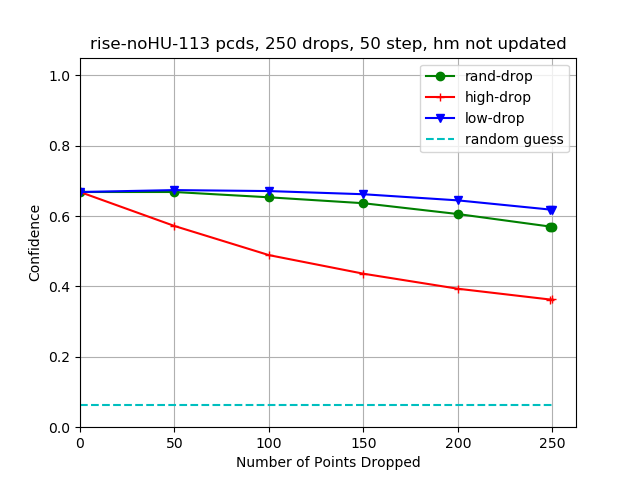 rise-noHU-113 pcds, 250 drops, 50 step, hm not updated
1.0
0.8
0.6
0.4
0.2
0.0
Confidence
rand-drop
high-drop
low-drop
random guess
0 50 100 150 200 250
Number of Points Dropped